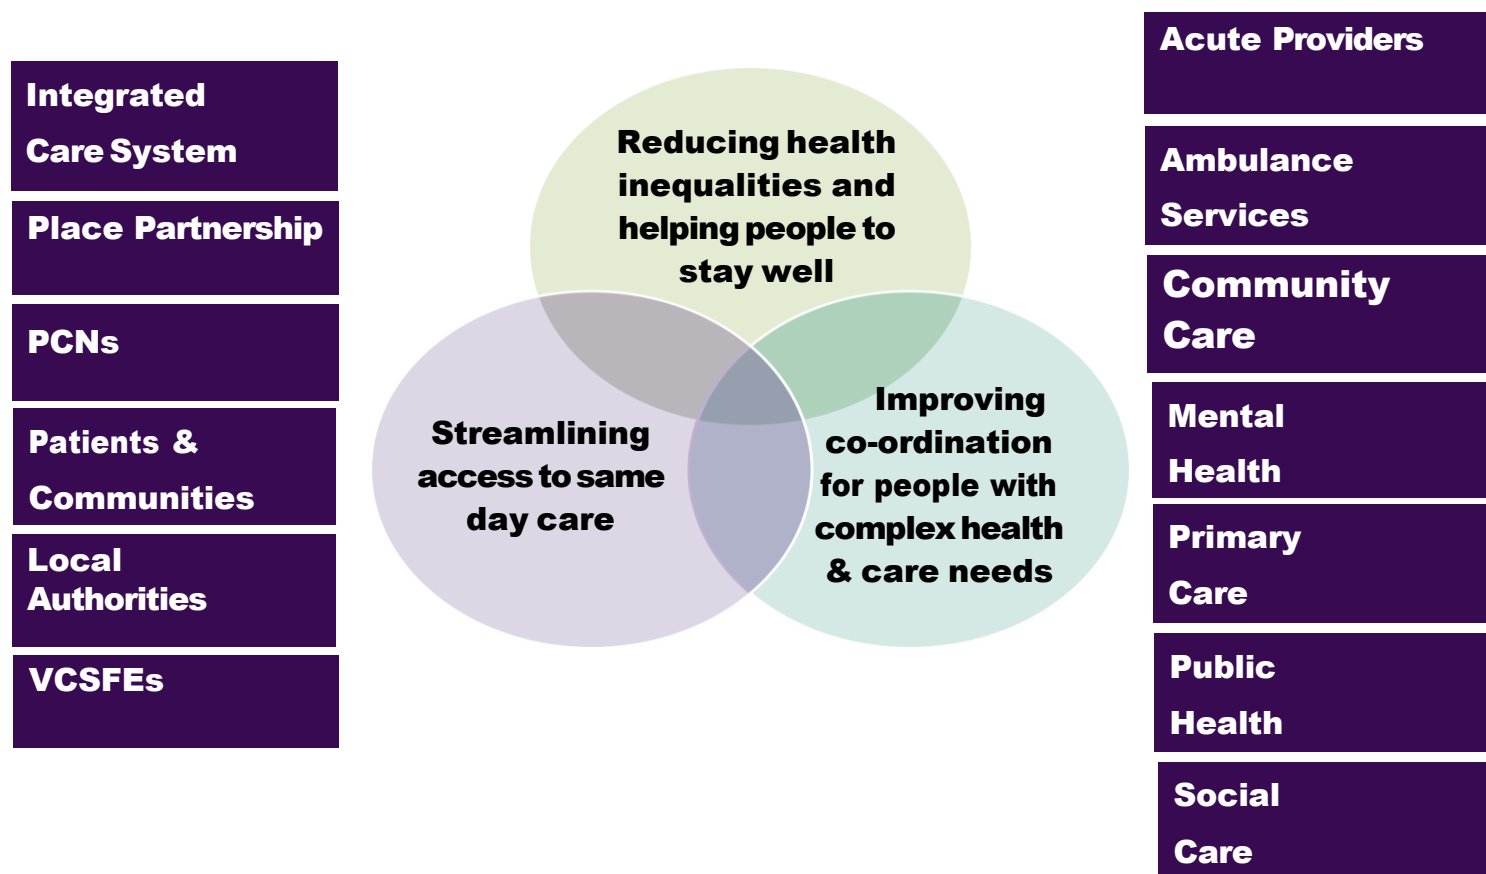 Integrated
Care System
Place Partnership
PCNs
Patients &
Communities
Local
Authorities
VCSFEs
Reducing health
inequalities and
helping people to
stay well
Streamlining
access to same
day care
Improving
co-ordination
for people with
complex health
& care needs
Acute Providers
Ambulance
Services
Community
Care
Mental
Health
Primary
Care
Public
Health
Social
Care